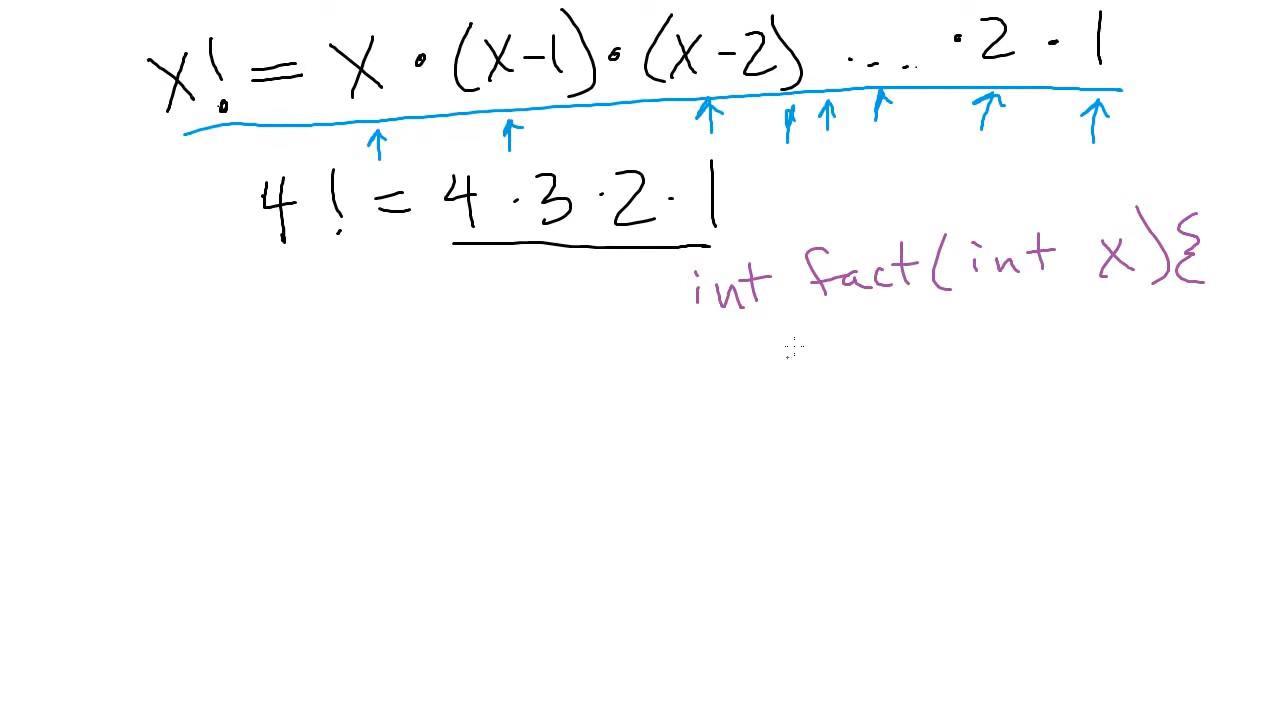 x! = x · (x-1) · (x-2) .... · 2 · 1
4! = 4 · 3 · 2 · 1
int fact(int x){